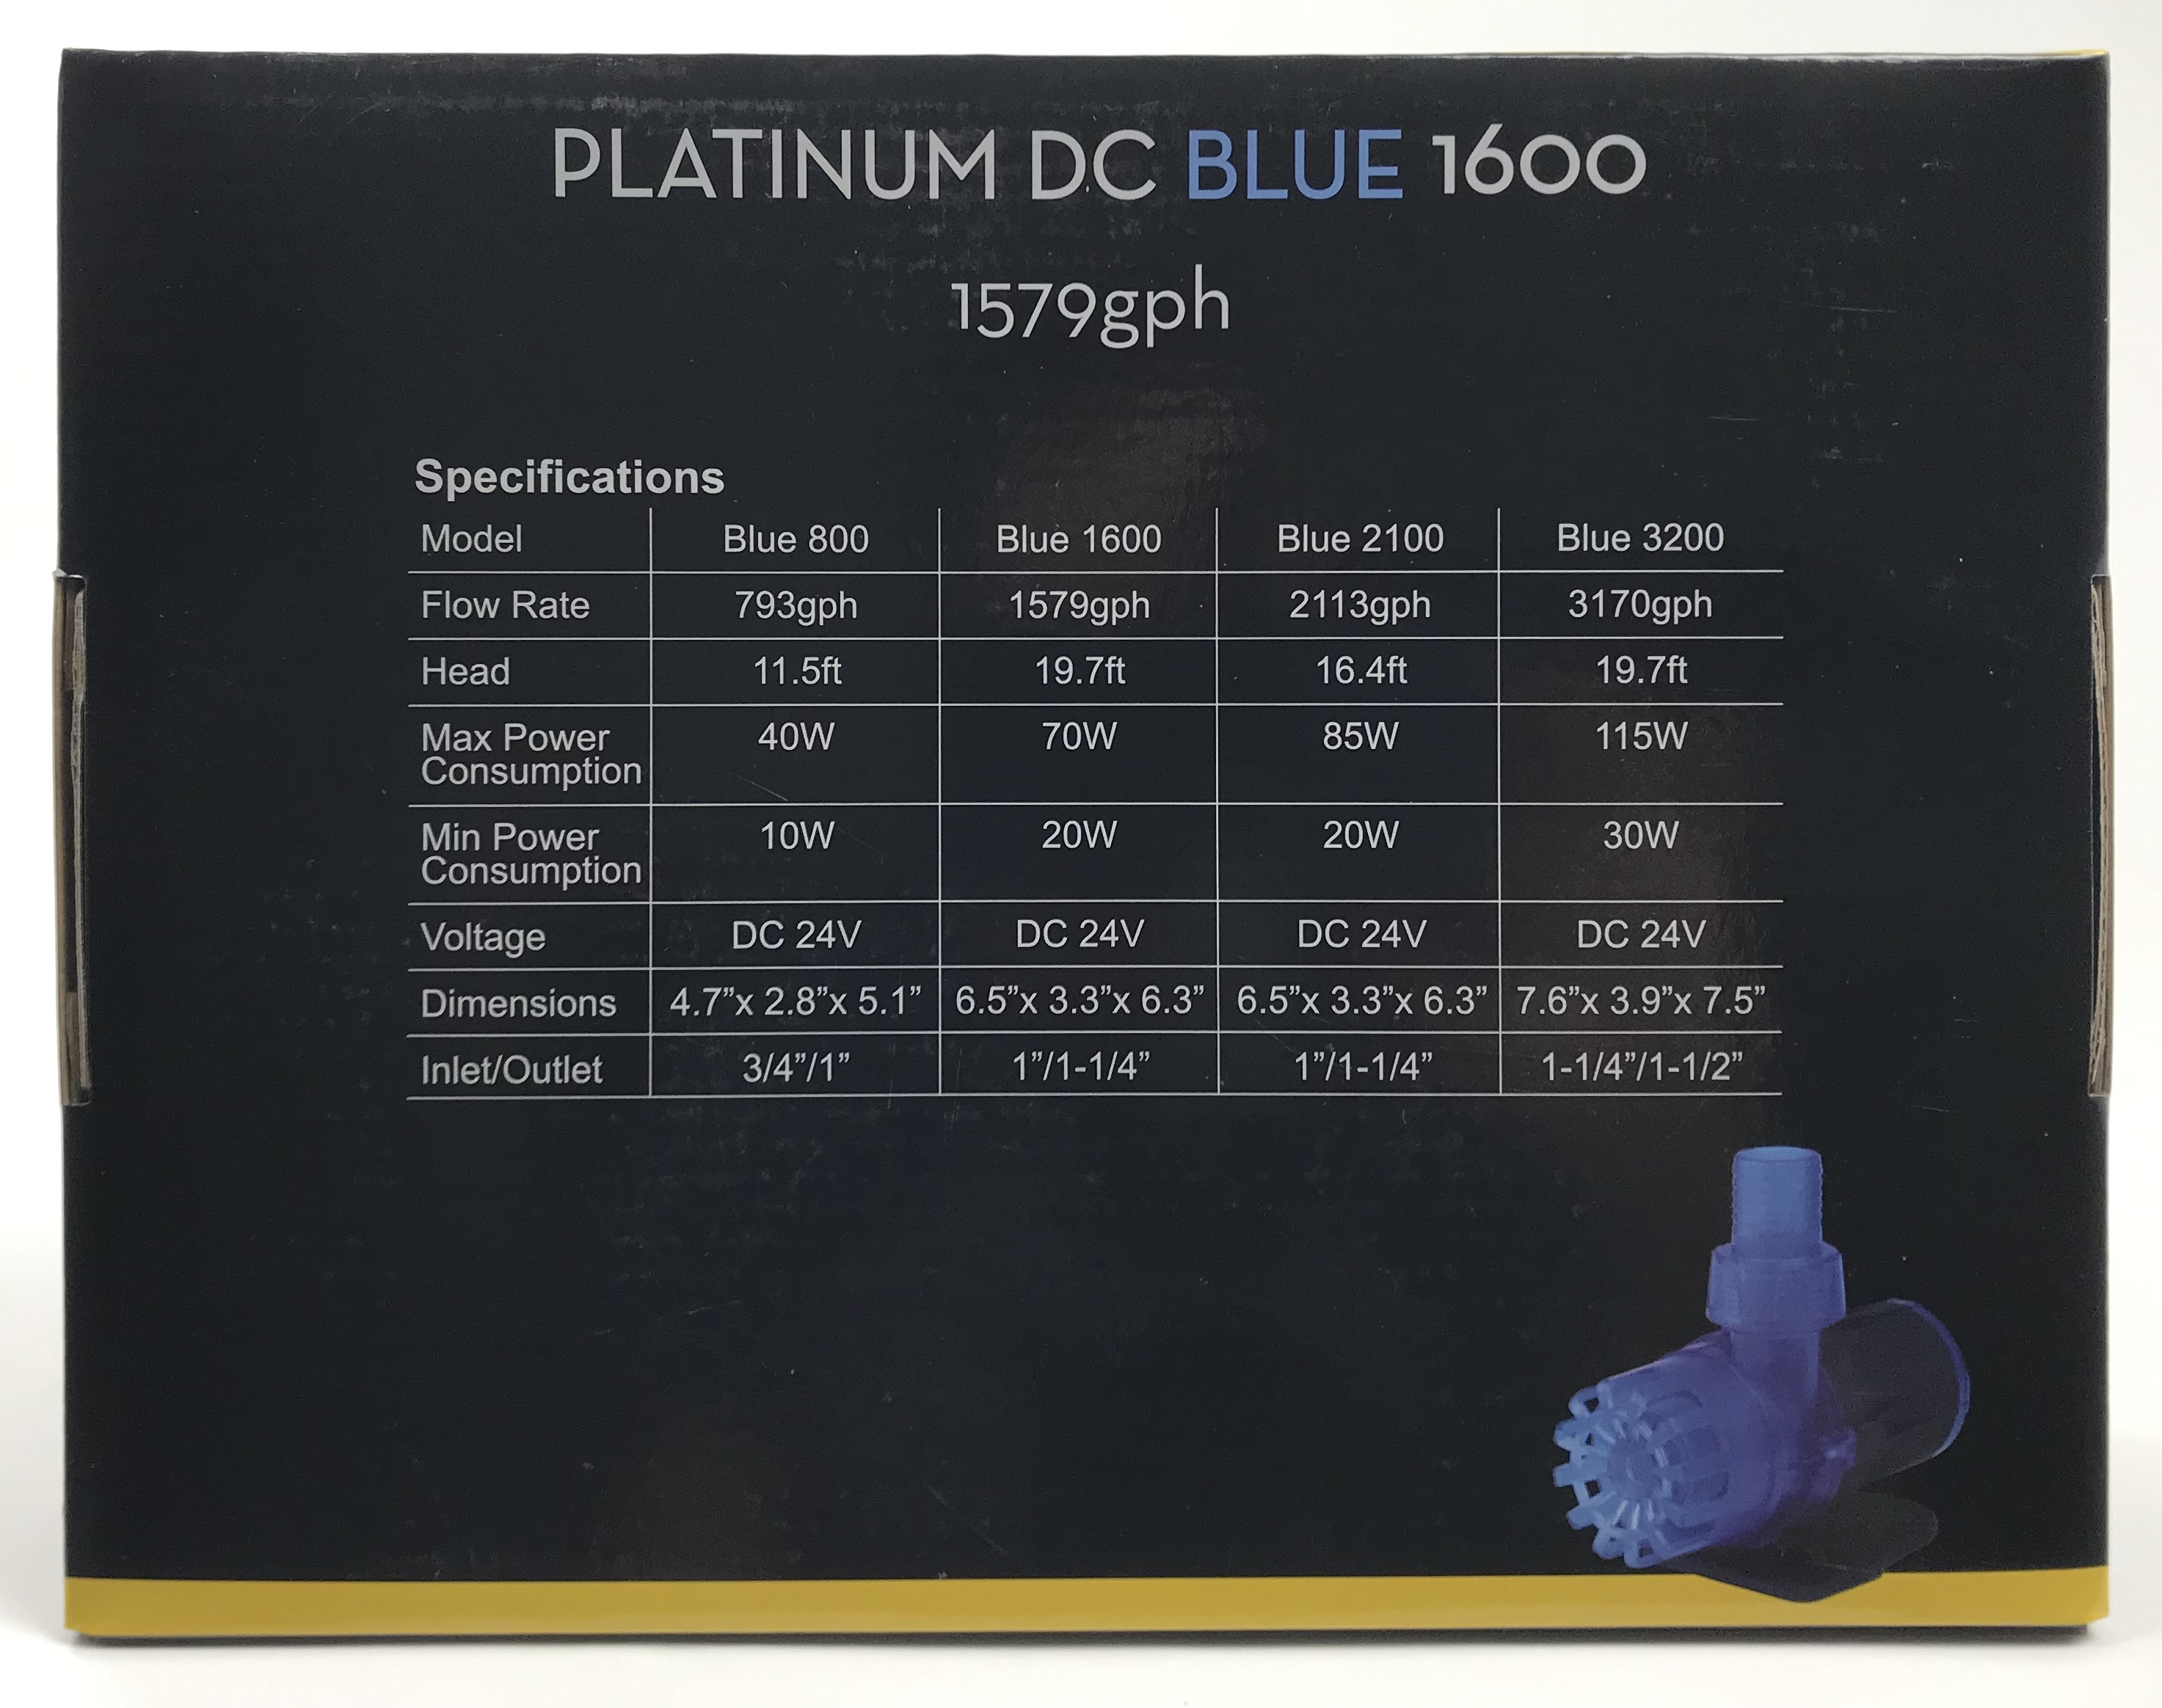 PLATINUM DC BLUE 1600
1579gph
Specifications
Model Blue 800 Blue 1600 Blue 2100 Blue 3200
Flow Rate 793gph 1579gph 2113gph 3170gph
Head 11.5ft 19.7ft 16.4ft 19.7ft
Max Power 40W 70W 85W 115W
Consumption
Min Power 10W 20W 20W 30W
Consumption
Voltage DC 24V DC 24V DC 24V DC 24V
Dimensions 4.7”x 2.8”x 5.1” 6.5”x 3.3”x 6.3” 6.5”x 3.3”x 6.3” 7.6”x 3.9”x 7.5”
Inlet/Outlet 3/4”/1” 1”/1-1/4” 1”/1-1/4” 1-1/4”/1-1/2”